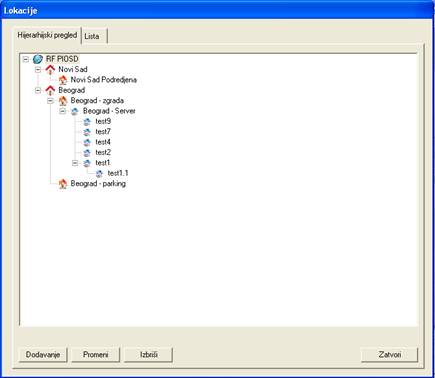 Lokacije
Hijerarhijski pregled Lista
RF PIOSD
Novi Sad
Novi Sad Podredjena
Beograd
Beograd - zgrada
Beograd - Server
test9
test7
test4
test2
test1
test1.1
Beograd - parking
Dodavanje Promeni Izbriši Zatvori